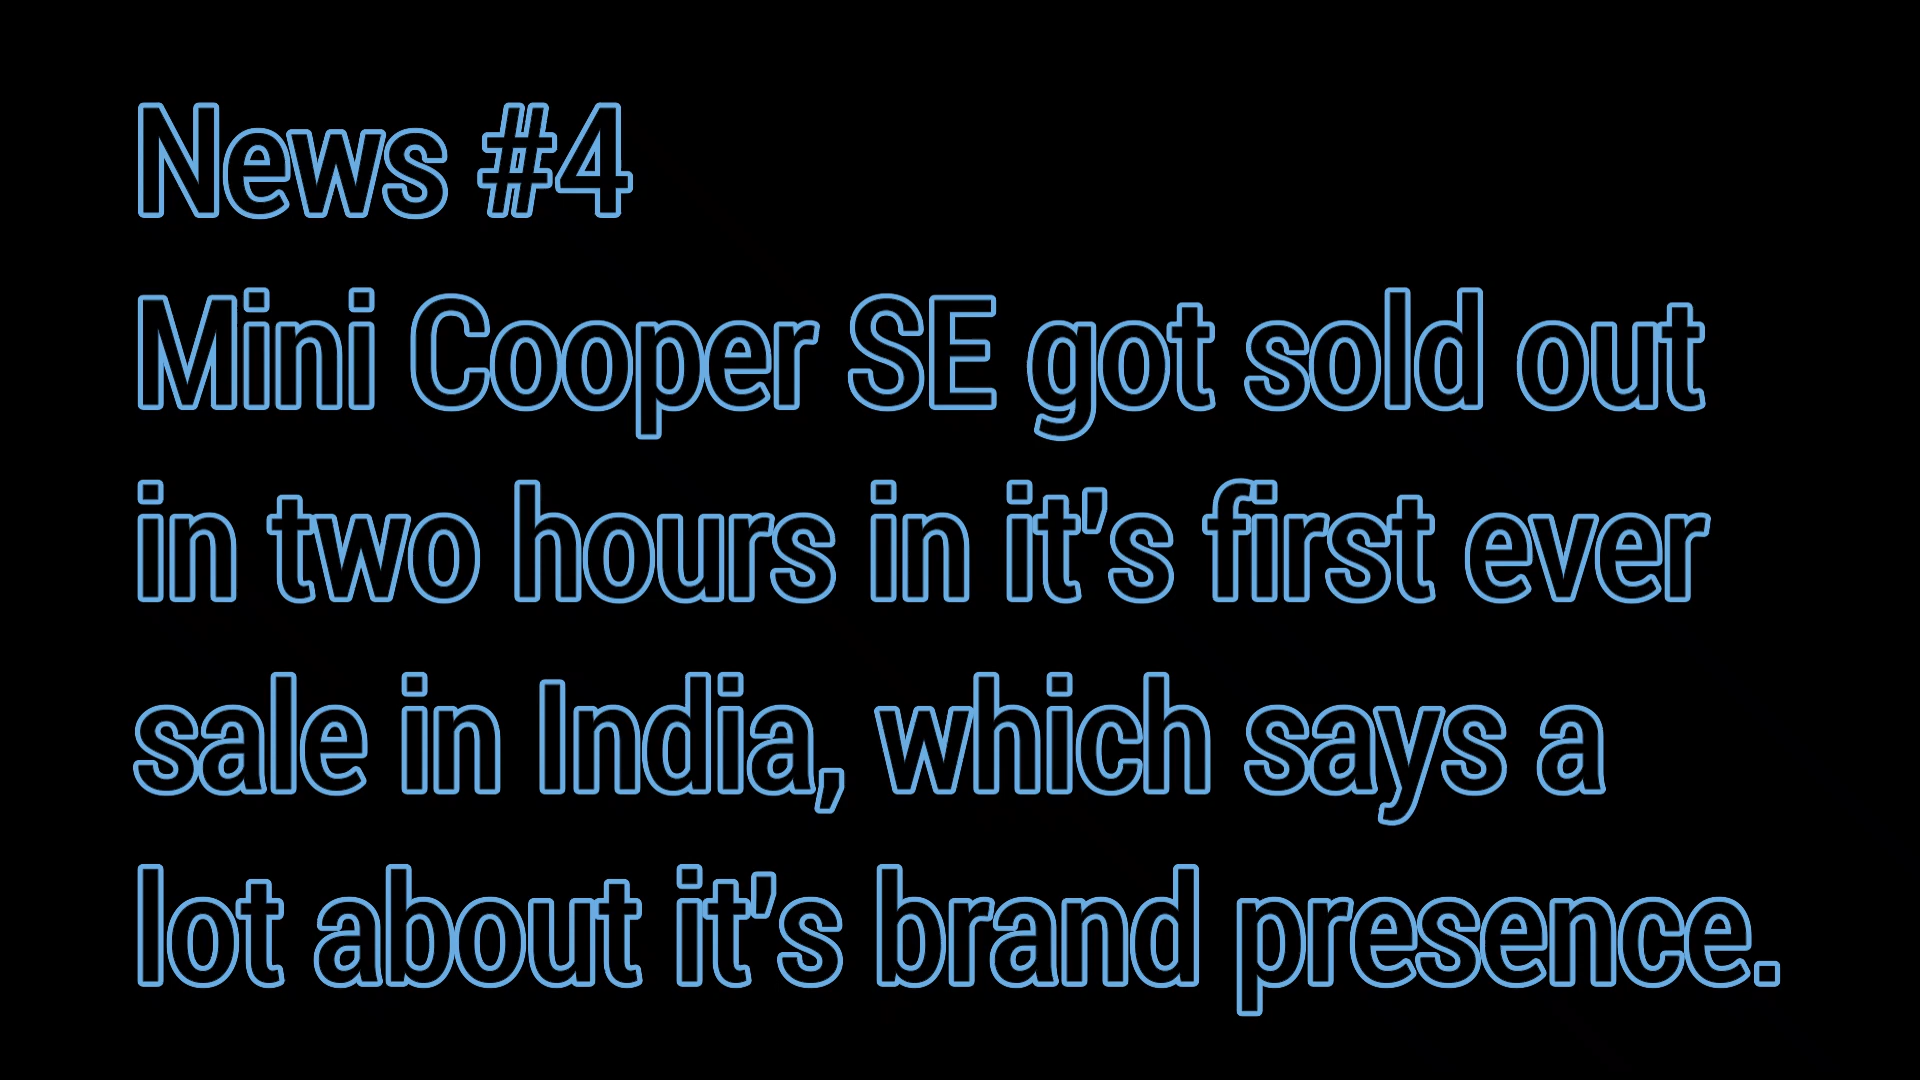 News #4
Mini Cooper SE got sold out
in two hours in it's first ever
sale in India, which says a
lot about it's brand presence.